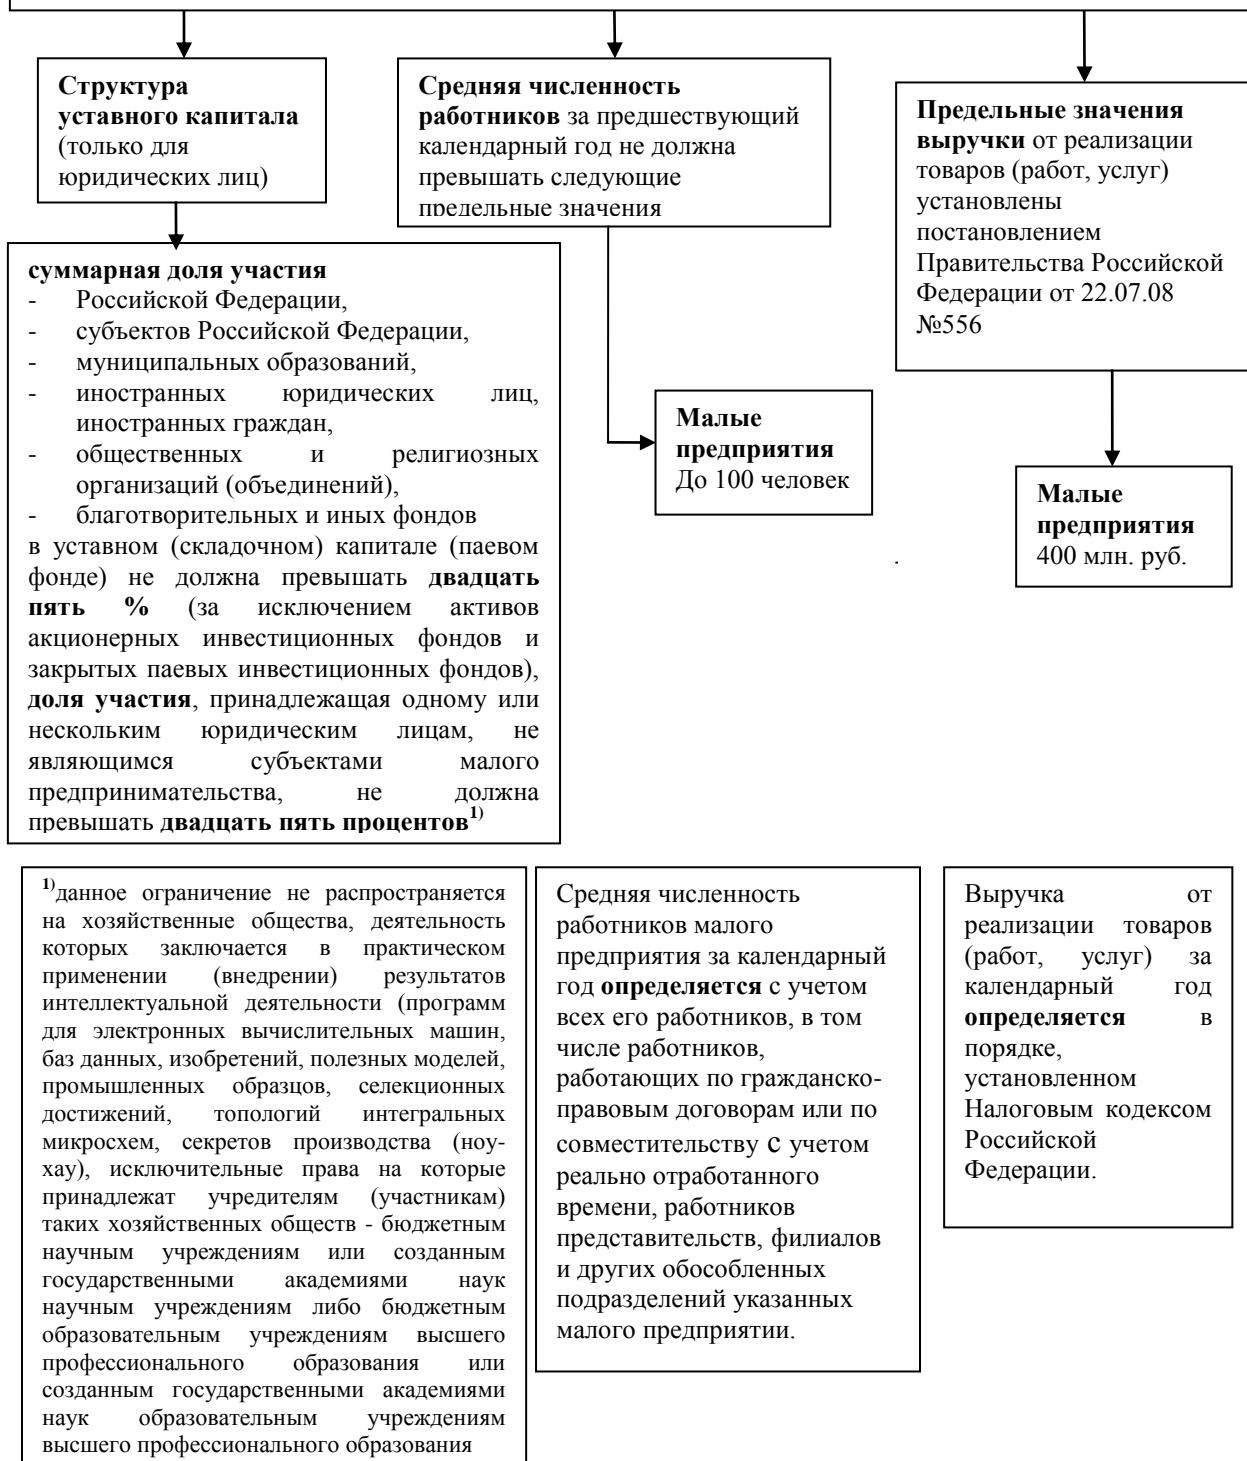 Структура
уставного капитала
(только для
юридических лиц)
Средняя численность
работников за предшествующий
календарный год не должна
превышать следующие
предельные значения
Предельные значения
выручки от реализации
товаров (работ, услуг)
установлены
постановлением
Правительства Российской
Федерации от 22.07.08
№556
суммарная доля участия
- Российской Федерации,
- субъектов Российской Федерации,
- муниципальных образований,
- иностранных юридических лиц,
иностранных граждан,
- общественных и религиозных
организаций (объединений),
- благотворительных и иных фондов
в уставном (складочном) капитале (паевом
фонде) не должна превышать двадцать
пять % (за исключением активов
акционерных инвестиционных фондов и
закрытых паевых инвестиционных фондов),
доля участия, принадлежащая одному или
нескольким юридическим лицам, не
являющимся субъектами малого
предпринимательства, не должна
превышать двадцать пять процентов1)
Малые
предприятия
До 100 человек
.
Малые
предприятия
400 млн. руб.
1)данное ограничение не распространяется
на хозяйственные общества, деятельность
которых заключается в практическом
применении (внедрении) результатов
интеллектуальной деятельности (программ
для электронных вычислительных машин,
баз данных, изобретений, полезных моделей,
промышленных образцов, селекционных
достижений, топологий интегральных
микросхем, секретов производства (ноу-
хау), исключительные права на которые
принадлежат учредителям (участникам)
таких хозяйственных обществ - бюджетным
научным учреждениям или созданным
государственными академиями наук
научным учреждениям либо бюджетным
образовательным учреждениям высшего
профессионального образования или
созданным государственными академиями
наук образовательным учреждениям
высшего профессионального образования
Средняя численность
работников малого
предприятия за календарный
год определяется с учетом
всех его работников, в том
числе работников,
работающих по гражданско-
правовым договорам или по
совместительству с учетом
реально отработанного
времени, работников
представительств, филиалов
и других обособленных
подразделений указанных
малого предприятии.
Выручка от
реализации товаров
(работ, услуг) за
календарный год
определяется в
порядке,
установленном
Налоговым кодексом
Российской
Федерации.